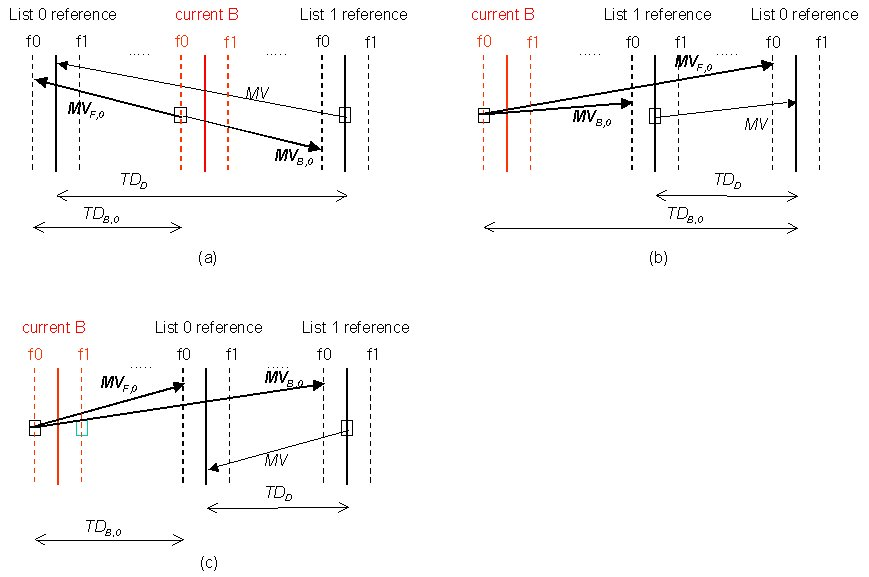 List 0 reference current B List 1 reference
f0 f1 ..... f0 f1 ..... f0 f1
MV
MVF,0
MVB,0
TDD
TDB,0
(a)
current B List 1 reference List 0 reference
f0 f1 ..... f0 f1 ..... f0 f1
MVF,0
MVB,0
MV
TDD
TDB,0
(b)
current B List 0 reference List 1 reference
f0 f1 ..... f0 f1 ..... f0 f1
MVF,0
MVB,0
MV
TDD
TDB,0
(c)